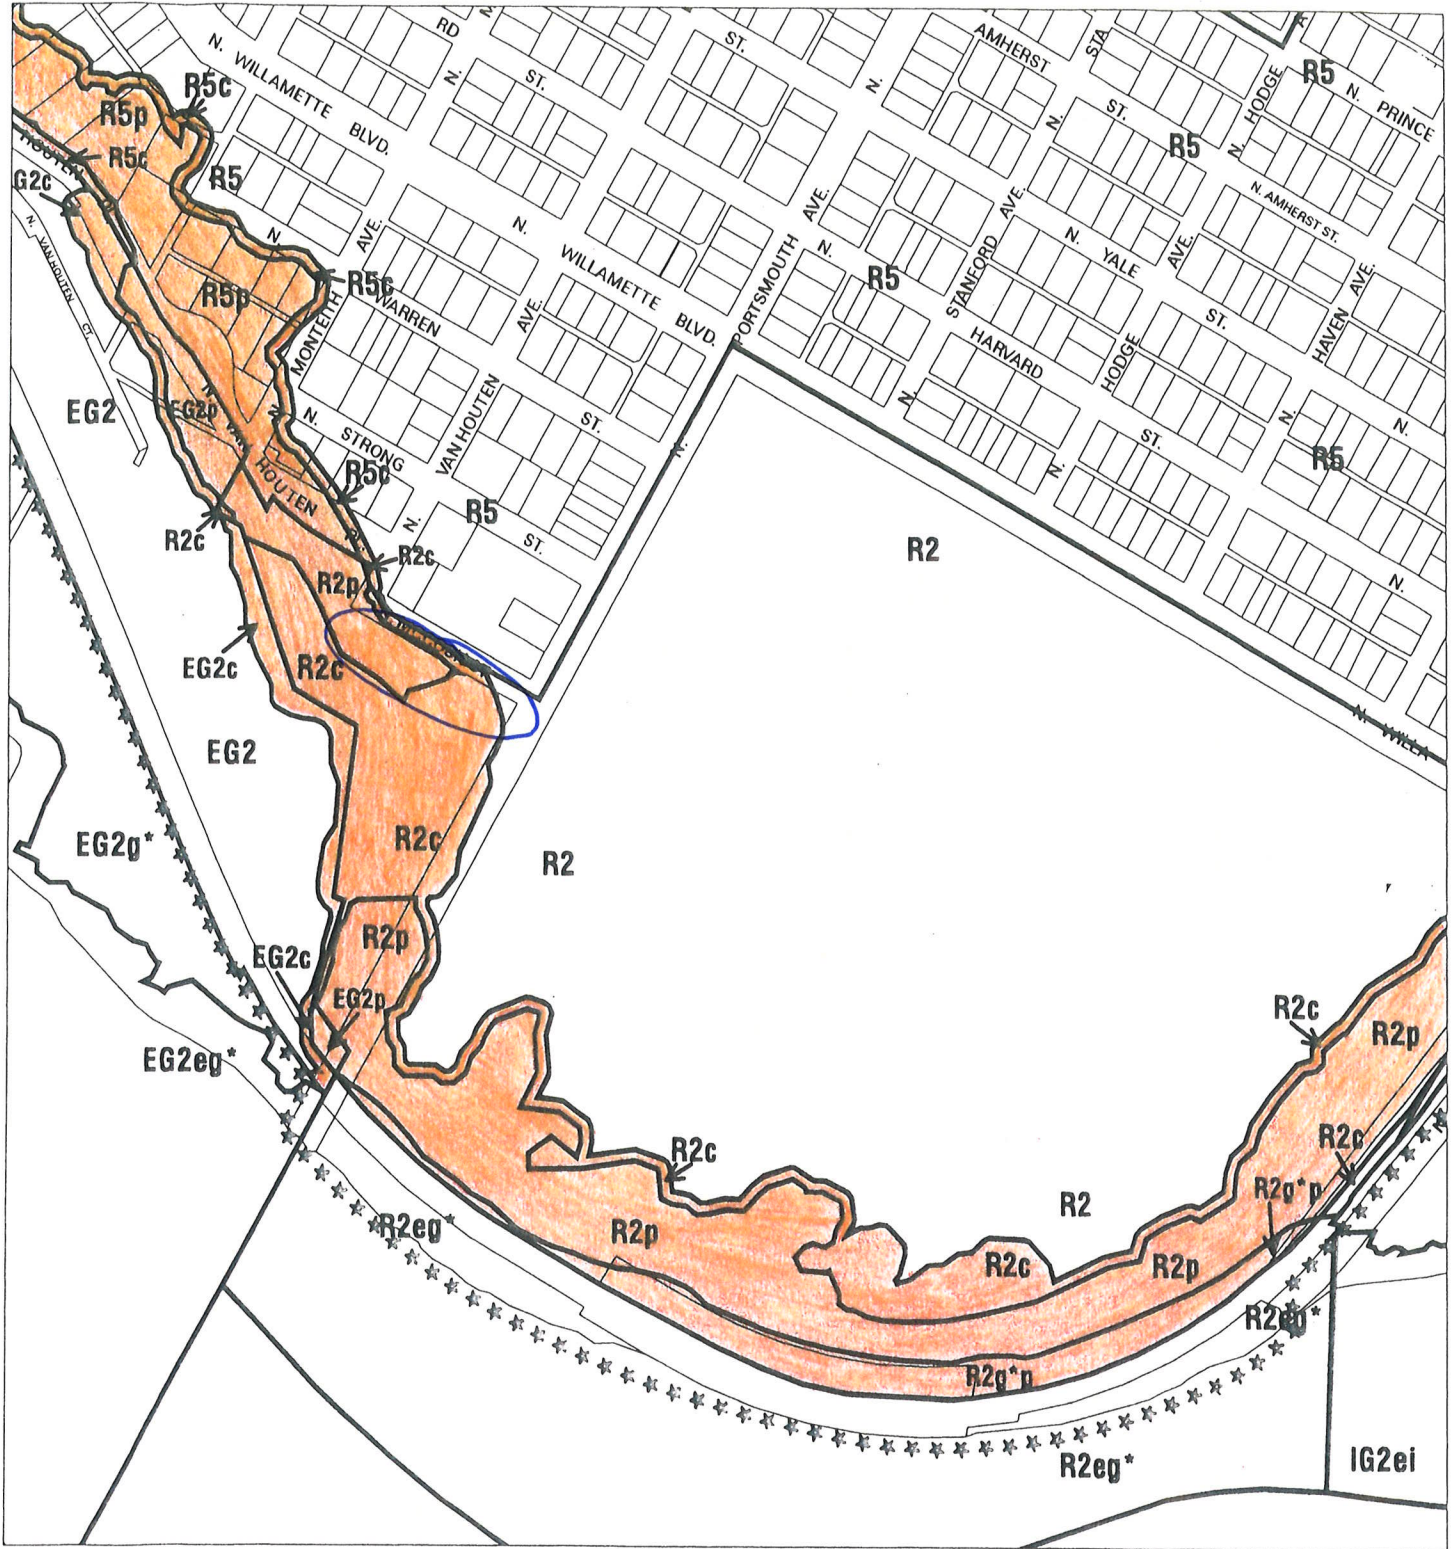 RD
ST.
AMHERST
STA
HODGE
R5
N.
PRINCE
N.
WILLAMETTE
BLVD.
R5c
R5p
N.
ST.
N.
ST.
N.
R5
N.
HOUTEN
R5c
G2c
R5
N. AMHERST ST.
N.
VAN HOUTEN
CT.
N.
AVE.
N.
WILLAMETTE
BLVD.
PORTSMOUTH
AVE.
N.
R5
STANFORD
AVE.
N.
YALE
AVE.
ST.
HAVEN
AVE.
R5c
R5p
MONTEITH
WARREN
AVE.
HARVARD
HODGE
EG2
EG2p
N.
VAN
HOUTEN
N.
N.
STRONG
VAN HOUTEN
ST.
N.
N.
ST.
N.
N.
N.
R5
R5c
R5
N.
ST.
R2c
R2c
R2p
R2
N.
EG2c
R2c
N. WILLA
EG2
EG2g*
R2c
R2
EG2c
R2p
EG2p
EG2eg*
R2c
R2p
R2c
R2c
R2g*p
R2
R2eg*
R2p
R2c
R2p
R2eg*
R2g*p
R2eg*
IG2ei